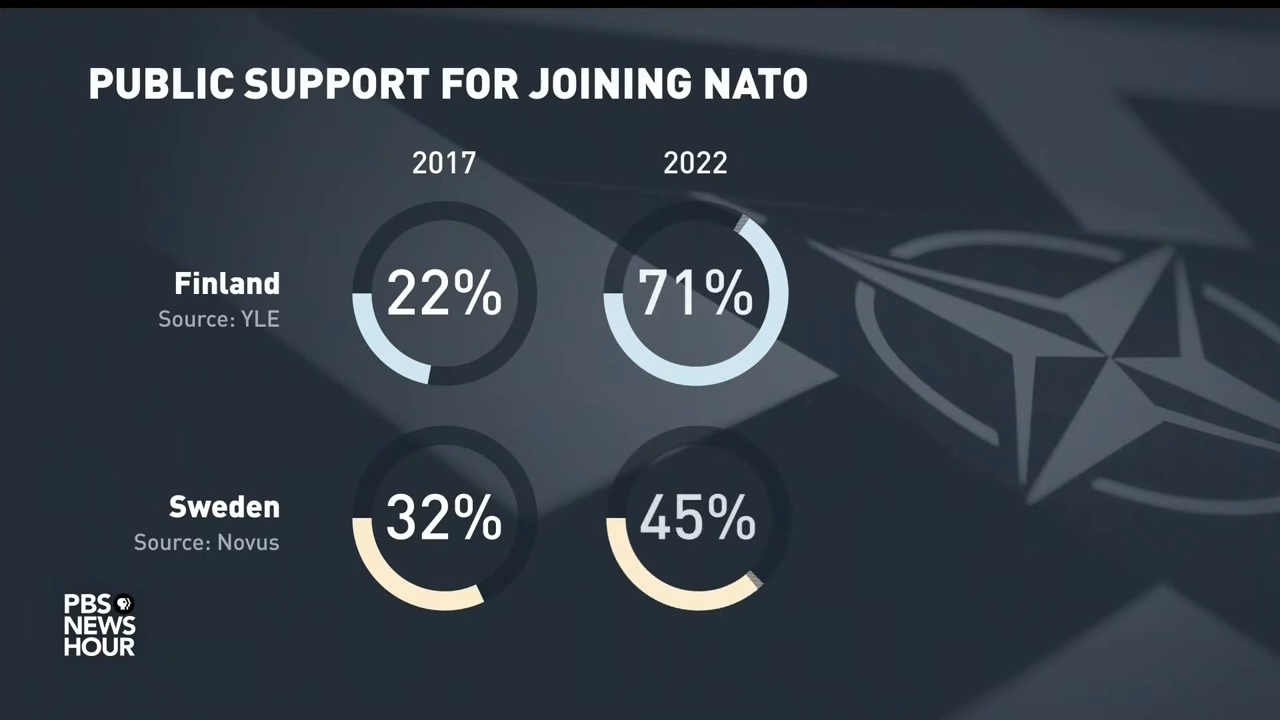 PUBLIC SUPPORT FOR JOINING NATO
2017 2022
Finland
Source: YLE
22% 71%
Sweden
Source: Novus
32% 45%
PBS
NEWS
HOUR